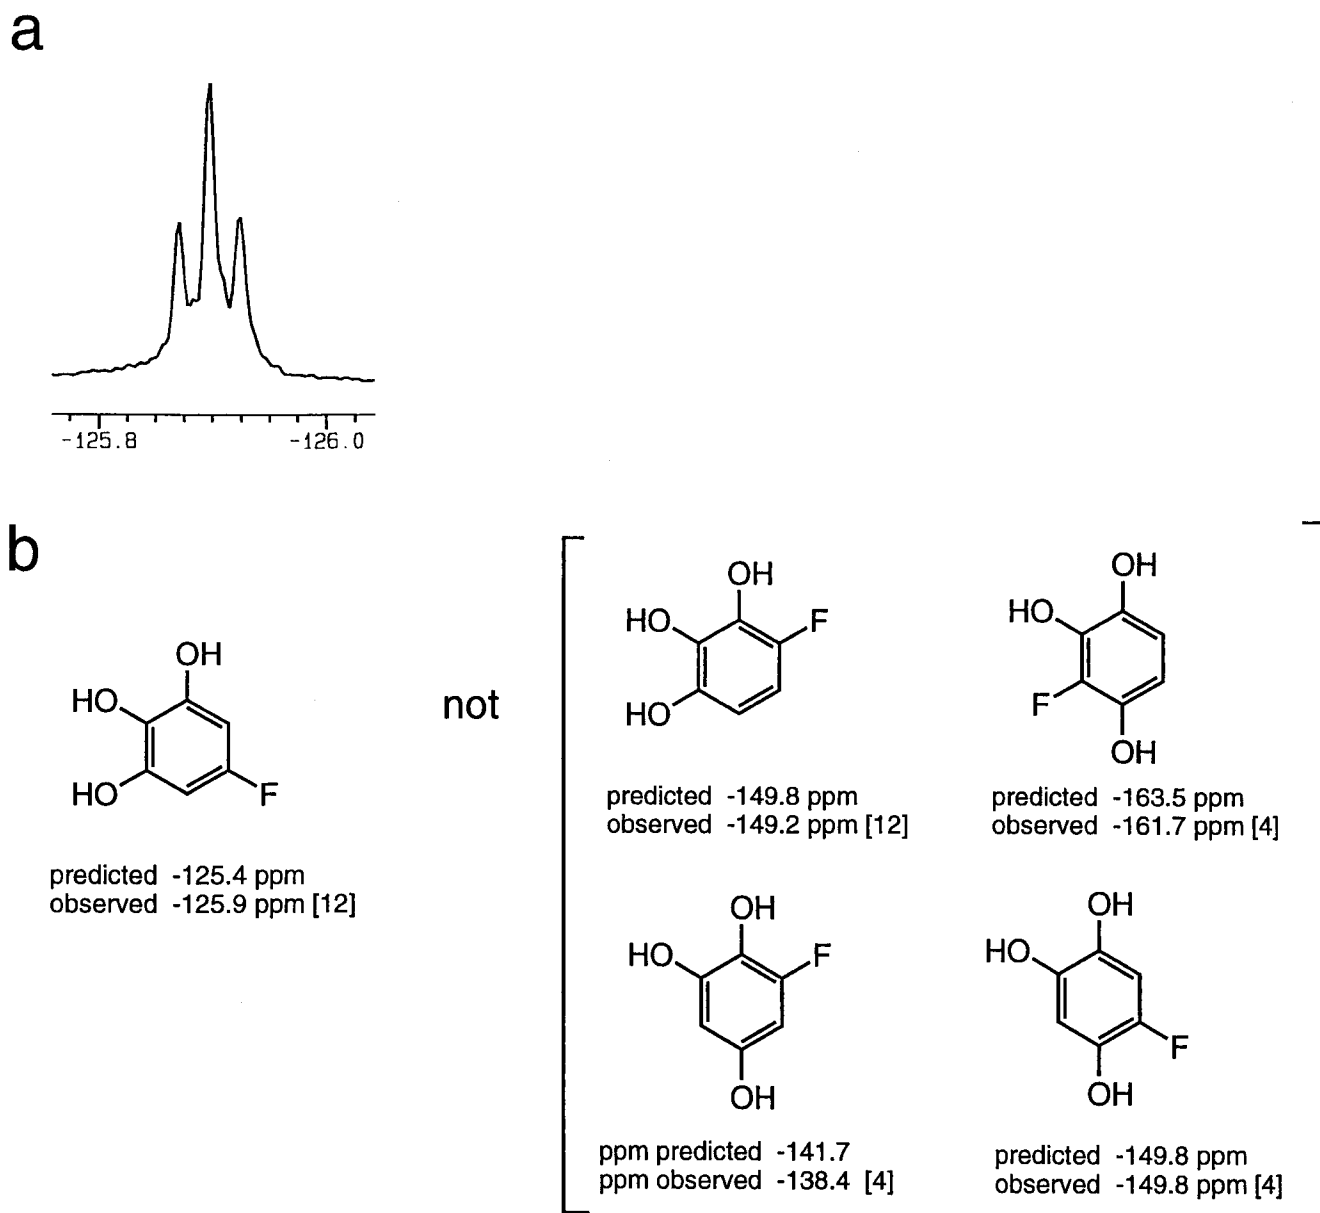 a
-125.8 -126.0
b
OH
HO
HO F
predicted -125.4 ppm
observed -125.9 ppm [12]
not
OH
HO F
HO
predicted -149.8 ppm
observed -149.2 ppm [12]
OH
HO
F
OH
predicted -163.5 ppm
observed -161.7 ppm [4]
OH
HO F
OH
ppm predicted -141.7
ppm observed -138.4 [4]
OH
HO
F
OH
predicted -149.8 ppm
observed -149.8 ppm [4]